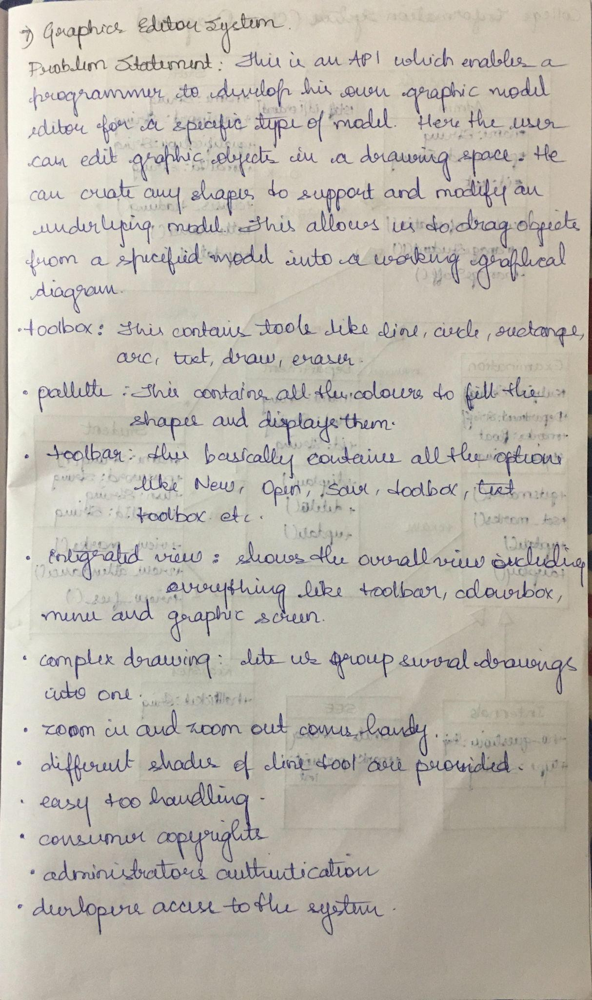 →) Graphics Editor System.
Problem Statement: This is an API which enables a
programmer to develop his own graphic model
editor for a specific type of model. Here the user
can edit graphic objects in a drawing space. He
can create any shapes to support and modify an
underlying model. This allows us to drag objects
from a specified model into a working graphical
diagram.
• toolbox: This contains tools like line, circle, rectange,
arc, text, draw, eraser.
• pallette : This contains all the colours to fill the
shapes and displays them.
• toolbar: this basically contains all the options
like New, Open, Save, toolbox, text
toolbox etc.
• integrated view: shows the overall view including
everything like toolbar, colourbox,
menu and graphic screen.
• complex drawing: lets us group several drawings
into one.
• zoom in and zoom out comes handy.
• different shades of line tool are provided.
• easy too handling.
• consumer copyrights
• administrators authentication
• developers access to the system.